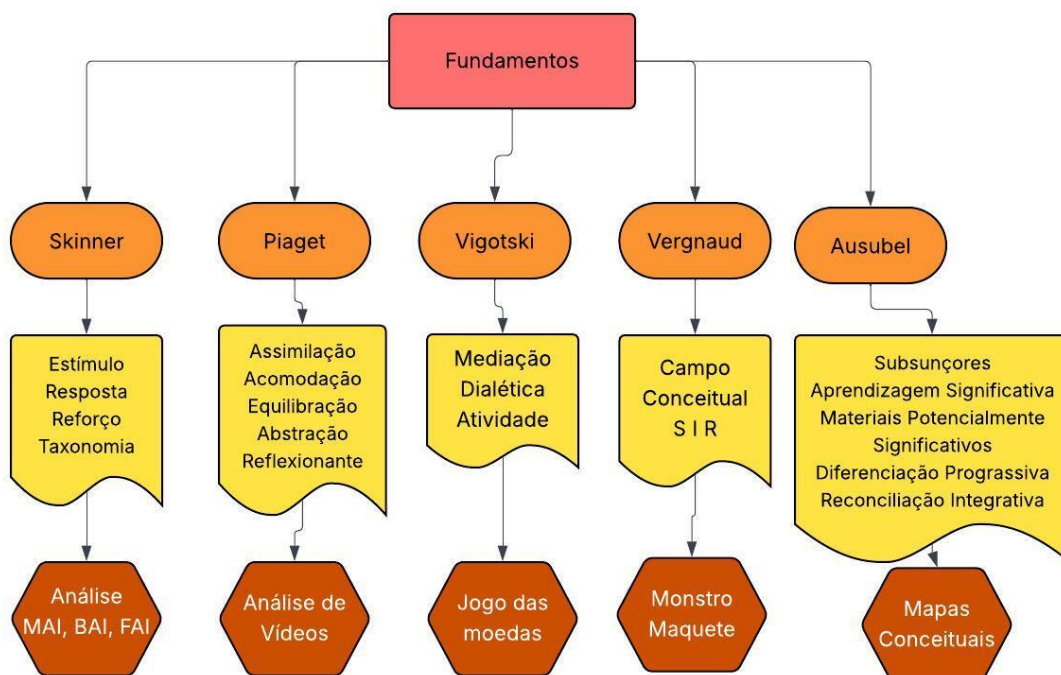 Fundamentos
Skinner
Piaget
Vigotski
Vergnaud
Ausubel
Estímulo
Resposta
Reforço
Taxonomia
Assimilação
Acomodação
Equilibração
Abstração
Reflexionante
Mediação
Dialética
Atividade
Campo
Conceitual
S I R
Subsunçores
Aprendizagem Significativa
Materiais Potencialmente
Significativos
Diferenciação Prograssiva
Reconciliação Integrativa
Análise
MAI, BAI, FAI
Análise de
Vídeos
Jogo das
moedas
Monstro
Maquete
Mapas
Conceituais